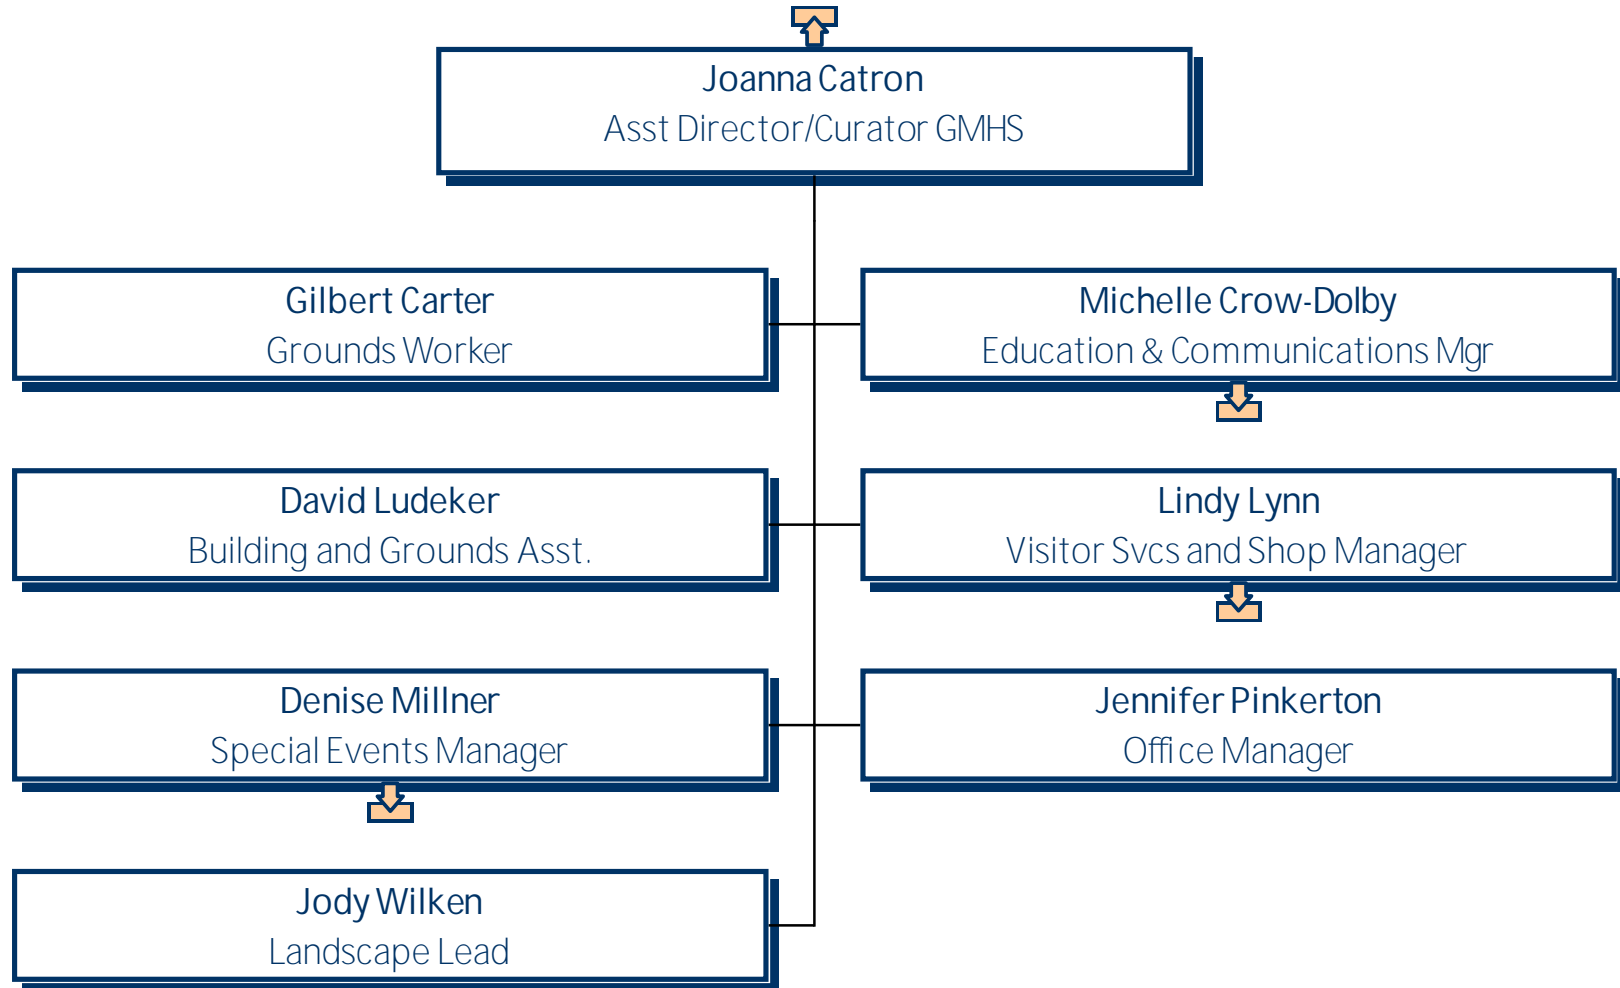 Joanna Catron
Asst Director/Curator GMHS
Gilbert Carter
Grounds Worker
Michelle Crow-Dolby
Education & Communications Mgr
David Ludeker
Building and Grounds Asst.
Lindy Lynn
Visitor Svcs and Shop Manager
Denise Millner
Special Events Manager
Jennifer Pinkerton
Office Manager
Jody Wilken
Landscape Lead